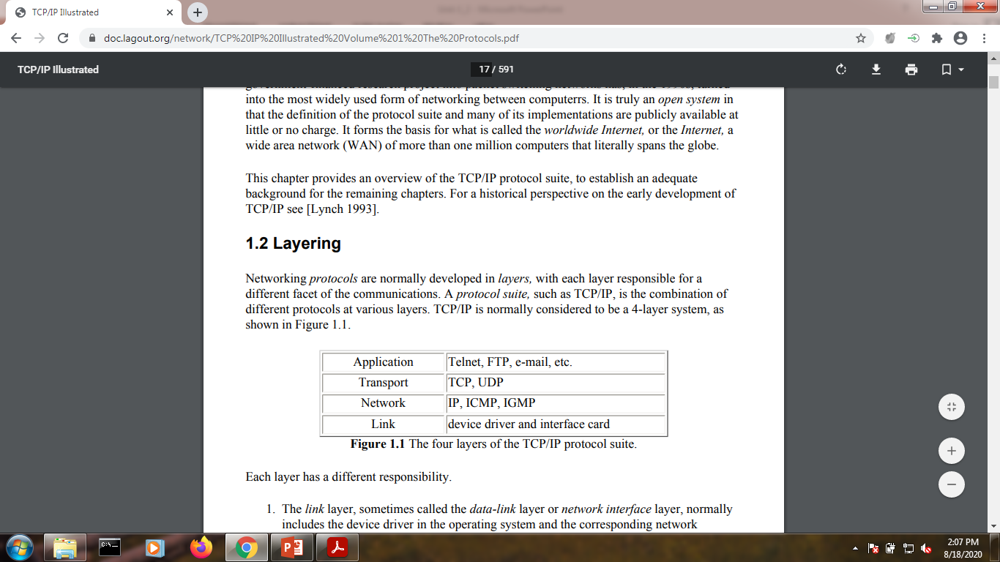 TCP/IP Illustrated
doc.lagout.org/network/TCP%20IP%20Illustrated%20Volume%201%20The%20Protocols.pdf
TCP/IP Illustrated
17 / 591
into the most widely used form of networking between computerrs. It is truly an open system in
that the definition of the protocol suite and many of its implementations are publicly available at
little or no charge. It forms the basis for what is called the worldwide Internet, or the Internet, a
wide area network (WAN) of more than one million computers that literally spans the globe.
This chapter provides an overview of the TCP/IP protocol suite, to establish an adequate
background for the remaining chapters. For a historical perspective on the early development of
TCP/IP see [Lynch 1993].
1.2 Layering
Networking protocols are normally developed in layers, with each layer responsible for a
different facet of the communications. A protocol suite, such as TCP/IP, is the combination of
different protocols at various layers. TCP/IP is normally considered to be a 4-layer system, as
shown in Figure 1.1.
Application Telnet, FTP, e-mail, etc.
Transport TCP, UDP
Network IP, ICMP, IGMP
Link device driver and interface card
Figure 1.1 The four layers of the TCP/IP protocol suite.
Each layer has a different responsibility.
1. The link layer, sometimes called the data-link layer or network interface layer, normally
includes the device driver in the operating system and the corresponding network
2:07 PM
8/18/2020